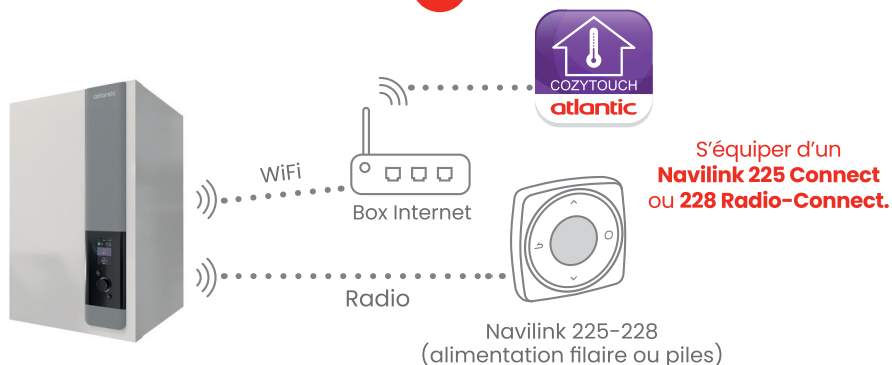 COZYTOUCH
atlantic
atlantic
S'équiper d'un
Navilink 225 Connect
ou 228 Radio-Connect.
WiFi
Box Internet
Radio
Navilink 225-228
(alimentation filaire ou piles)